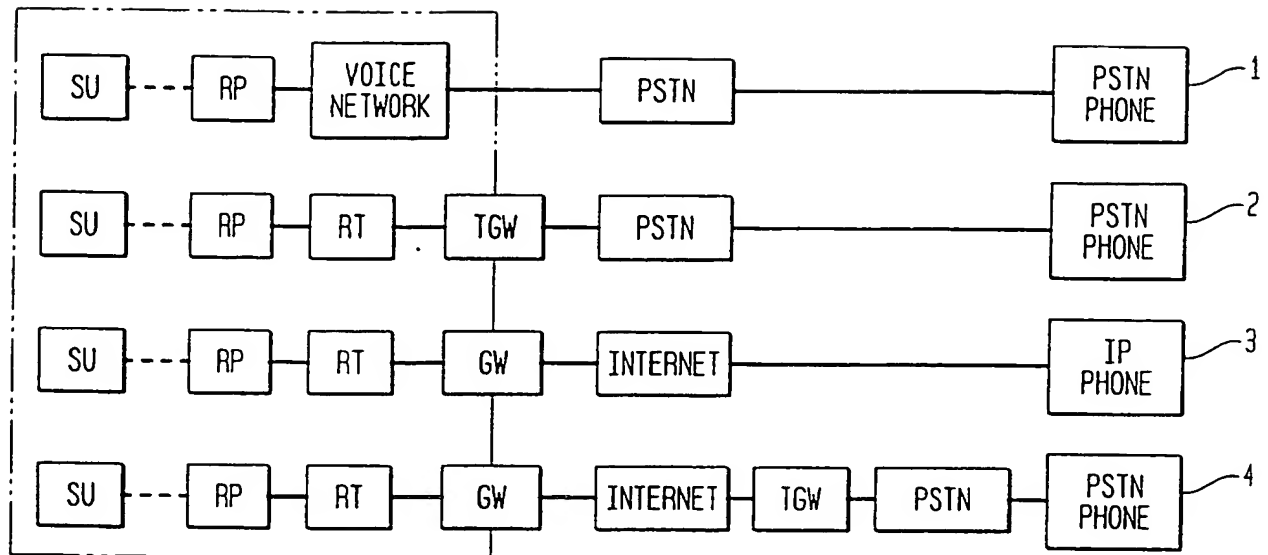 SU RP VOICE NETWORK PSTN PSTN PHONE 1
SU RP RT TGW PSTN PSTN PHONE 2
SU RP RT GW INTERNET IP PHONE 3
SU RP RT GW INTERNET TGW PSTN PSTN PHONE 4